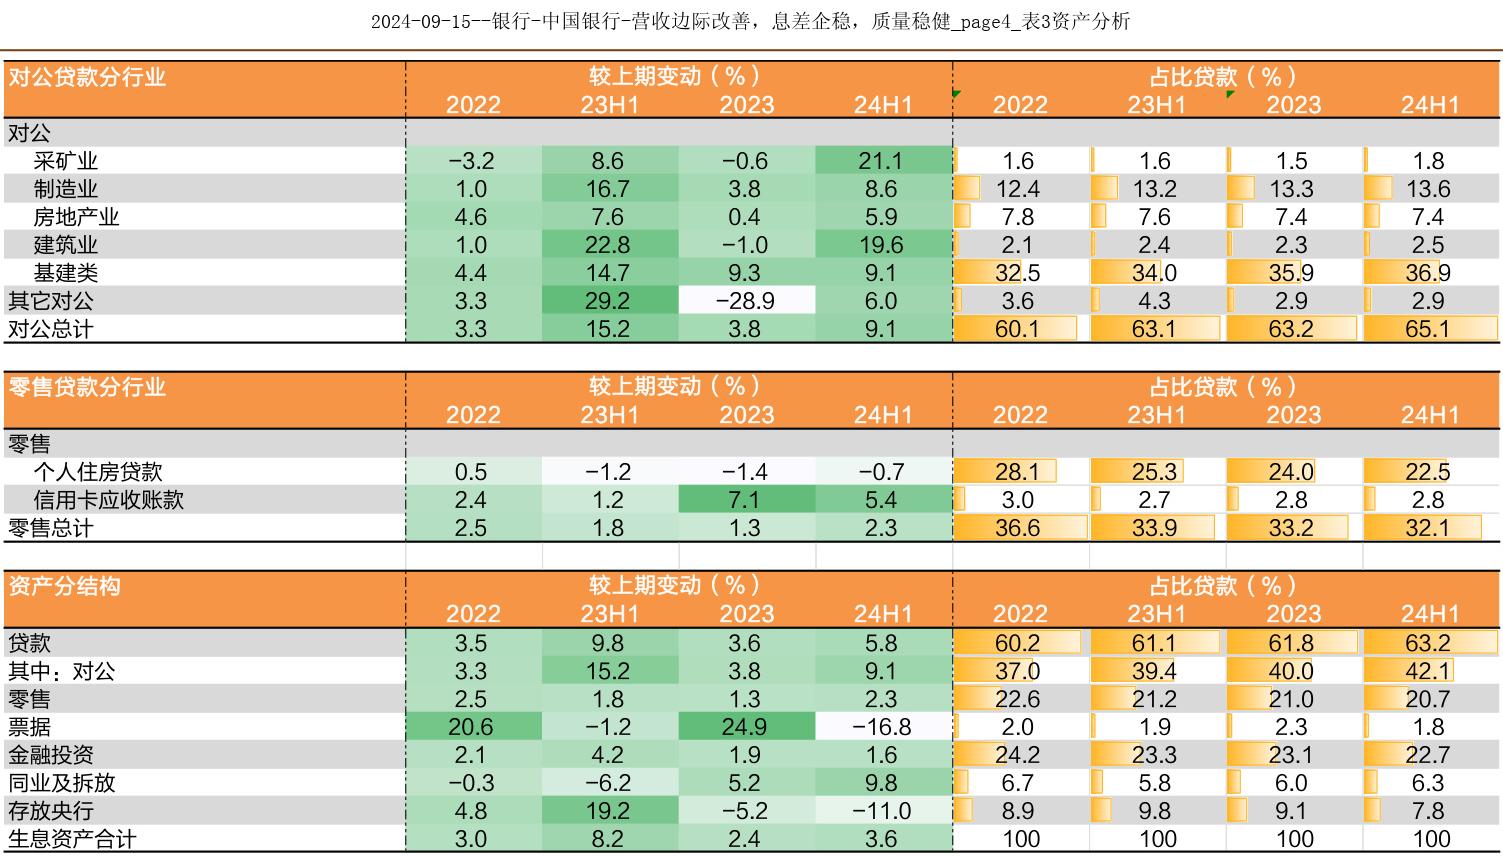 2024-09-15--银行-中国银行-营收边际改善，息差企稳，质量稳健_page4_表3资产分析
对公贷款分行业 较上期变动（%） 占比贷款（%）
2022 23H1 2023 24H1 2022 23H1 2023 24H1
对公
采矿业 −3.2 8.6 −0.6 21.1 1.6 1.6 1.5 1.8
制造业 1.0 16.7 3.8 8.6 12.4 13.2 13.3 13.6
房地产业 4.6 7.6 0.4 5.9 7.8 7.6 7.4 7.4
建筑业 1.0 22.8 −1.0 19.6 2.1 2.4 2.3 2.5
基建类 4.4 14.7 9.3 9.1 32.5 34.0 35.9 36.9
其它对公 3.3 29.2 −28.9 6.0 3.6 4.3 2.9 2.9
对公总计 3.3 15.2 3.8 9.1 60.1 63.1 63.2 65.1
零售贷款分行业 较上期变动（%） 占比贷款（%）
2022 23H1 2023 24H1 2022 23H1 2023 24H1
零售
个人住房贷款 0.5 −1.2 −1.4 −0.7 28.1 25.3 24.0 22.5
信用卡应收账款 2.4 1.2 7.1 5.4 3.0 2.7 2.8 2.8
零售总计 2.5 1.8 1.3 2.3 36.6 33.9 33.2 32.1
资产分结构 较上期变动（%） 占比贷款（%）
2022 23H1 2023 24H1 2022 23H1 2023 24H1
贷款 3.5 9.8 3.6 5.8 60.2 61.1 61.8 63.2
其中：对公 3.3 15.2 3.8 9.1 37.0 39.4 40.0 42.1
零售 2.5 1.8 1.3 2.3 22.6 21.2 21.0 20.7
票据 20.6 −1.2 24.9 −16.8 2.0 1.9 2.3 1.8
金融投资 2.1 4.2 1.9 1.6 24.2 23.3 23.1 22.7
同业及拆放 −0.3 −6.2 5.2 9.8 6.7 5.8 6.0 6.3
存放央行 4.8 19.2 −5.2 −11.0 8.9 9.8 9.1 7.8
生息资产合计 3.0 8.2 2.4 3.6 100 100 100 100